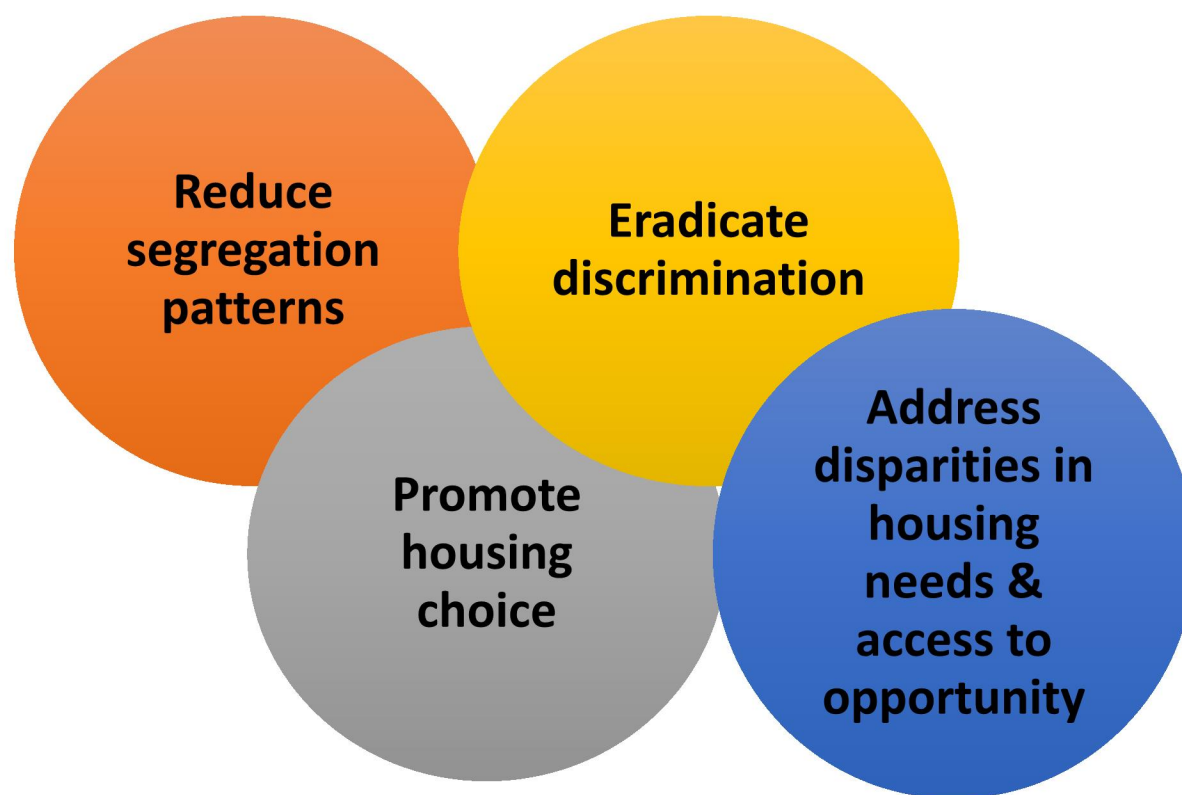 Reduce
segregation
patterns
Eradicate
discrimination
Promote
housing
choice
Address
disparities in
housing
needs &
access to
opportunity